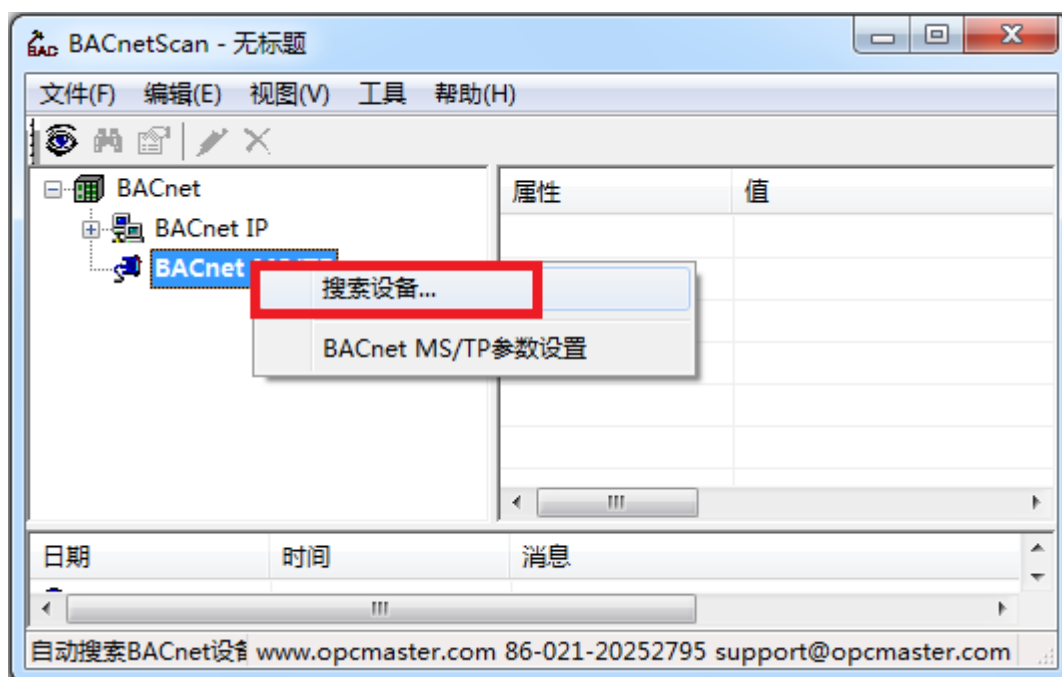 BACnetScan - 无标题
文件(F) 编辑(E) 视图(V) 工具 帮助(H)
BACnet
属性 值
BACnet IP
BACnet
搜索设备...
BACnet MS/TP参数设置
日期 时间 消息
自动搜索BACnet设 www.opcmaster.com 86-021-20252795 support@opcmaster.com